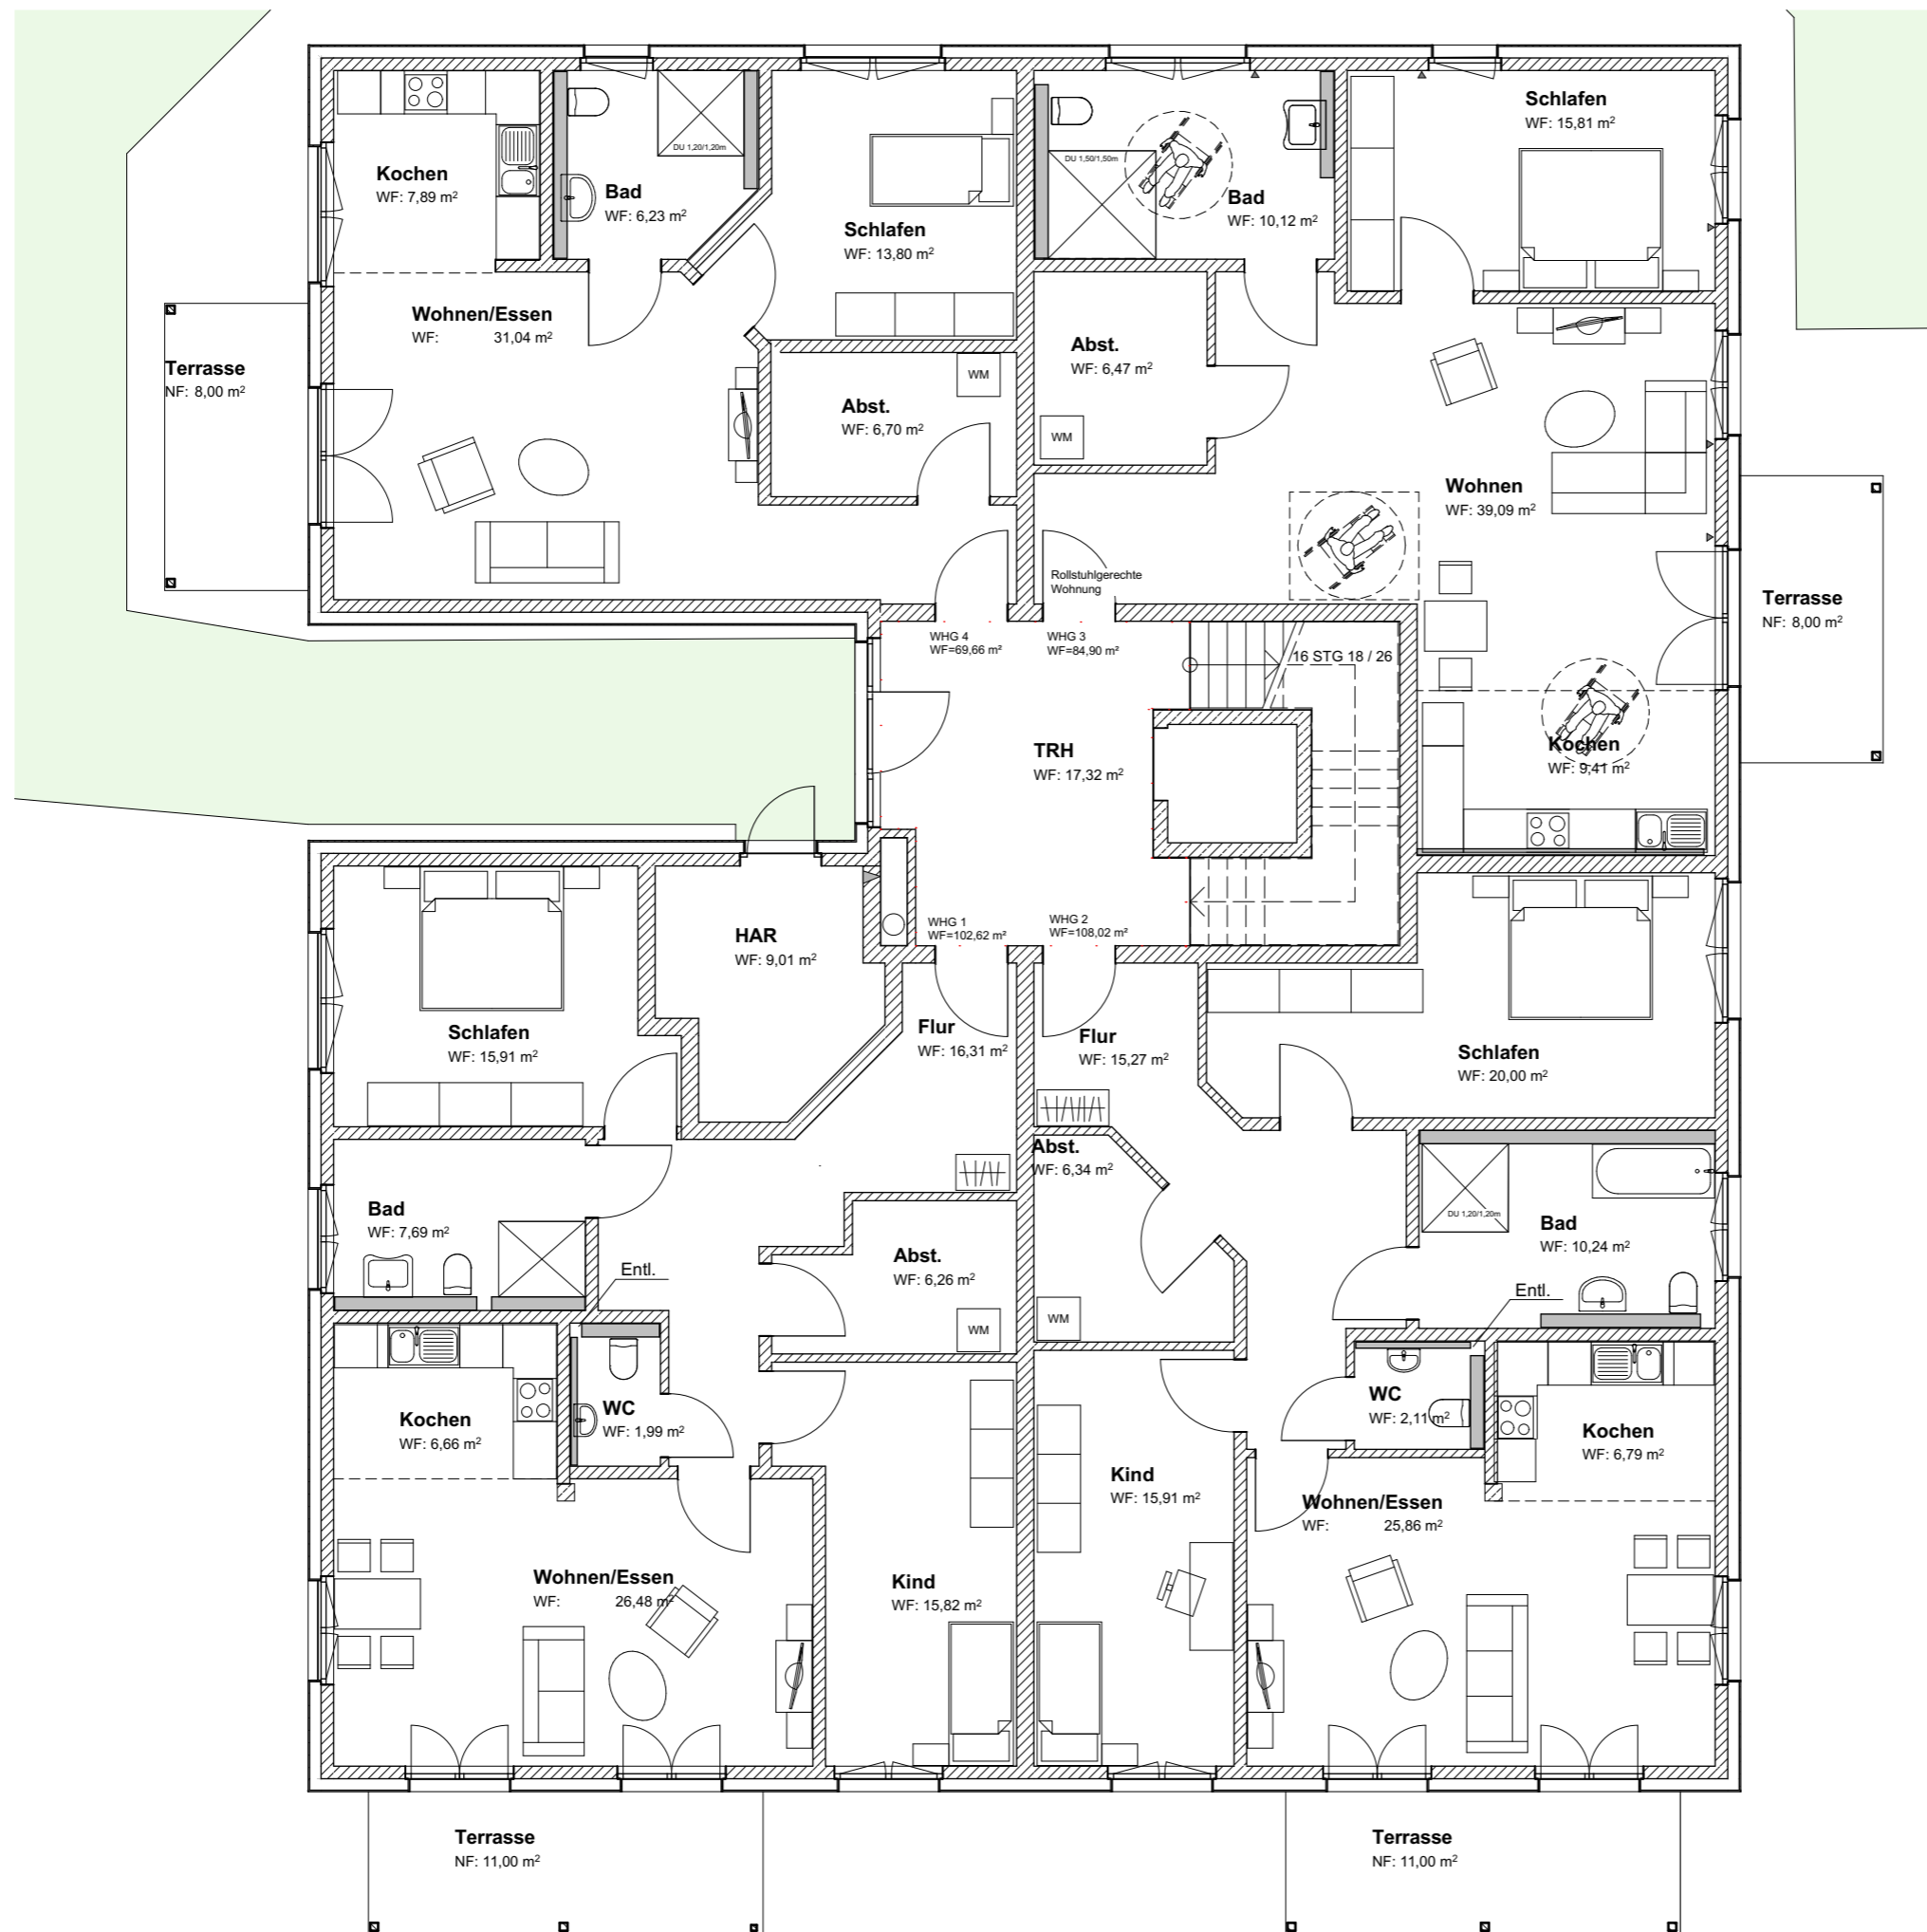 Kochen
WF: 7,89 m²
DU 1,20/1,20m
Bad
WF: 6,23 m²
Schlafen
WF: 13,80 m²
DU 1,50/1,50m
Bad
WF: 10,12 m²
Schlafen
WF: 15,81 m²
Wohnen/Essen
WF: 31,04 m²
Terrasse
NF: 8,00 m²
WM
Abst.
WF: 6,70 m²
Abst.
WF: 6,47 m²
WM
Wohnen
WF: 39,09 m²
Rollstuhlgerechte
Wohnung
Terrasse
NF: 8,00 m²
WHG 4
WF=69,66 m²
WHG 3
WF=84,90 m²
16 STG 18 / 26
TRH
WF: 17,32 m²
Kochen
WF: 9,41 m²
WHG 1
WF=102,62 m²
WHG 2
WF=108,02 m²
HAR
WF: 9,01 m²
Schlafen
WF: 15,91 m²
Flur
WF: 16,31 m²
Flur
WF: 15,27 m²
Schlafen
WF: 20,00 m²
Abst.
WF: 6,34 m²
Bad
WF: 7,69 m²
DU 1,20/1,20m
Bad
WF: 10,24 m²
Entl.
Abst.
WF: 6,26 m²
WM
WM
Entl.
Kochen
WF: 6,66 m²
WC
WF: 1,99 m²
WC
WF: 2,11 m²
Kochen
WF: 6,79 m²
Kind
WF: 15,91 m²
Wohnen/Essen
WF: 25,86 m²
Wohnen/Essen
WF: 26,48 m²
Kind
WF: 15,82 m²
Terrasse
NF: 11,00 m²
Terrasse
NF: 11,00 m²